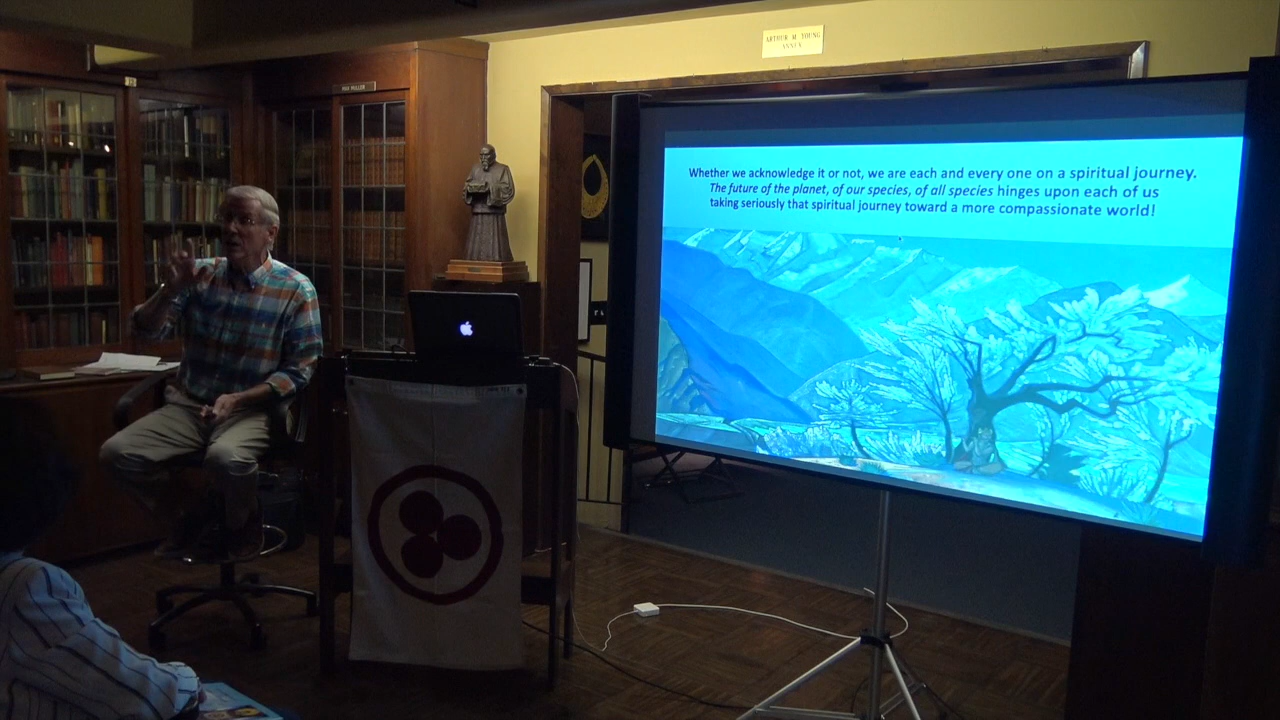 ARTHUR M YOUNG
ANNEX
MAX MULLER
Whether we acknowledge it or not, we are each and every one on a spiritual journey.
The future of the planet, of our species, of all species hinges upon each of us
taking seriously that spiritual journey toward a more compassionate world!